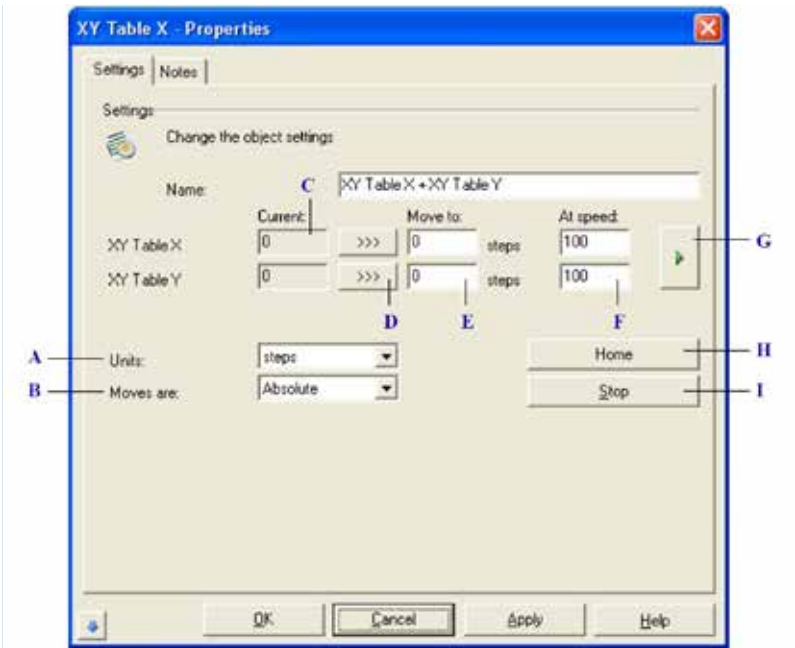 XY Table X - Properties
Settings Notes
Settings
Change the object settings
Name: C XY Table X + XY Table Y
Current: Move to: At speed:
XY Table X 0 >>> 0 steps 100 G
XY Table Y 0 >>> 0 steps 100
D E F
A Units: steps Home H
B Moves are: Absolute Stop I
OK Cancel Apply Help